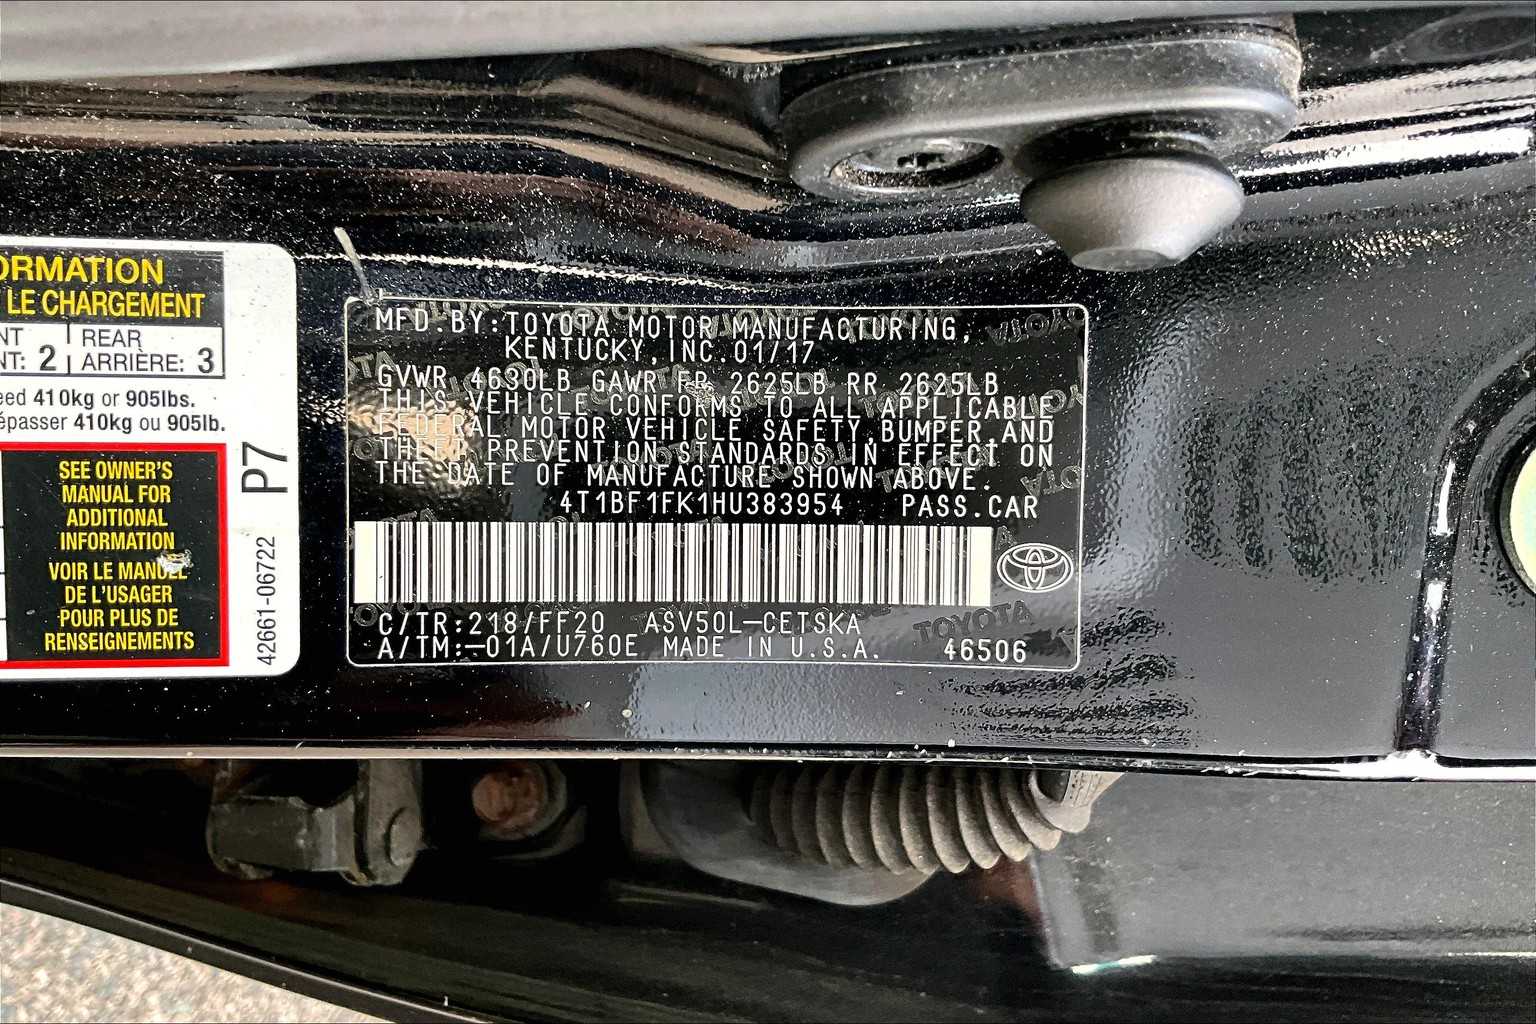 ORMATION
LE CHARGEMENT
NT | REAR
NT: 2 | ARRIÈRE: 3
eed 410kg or 905lbs.
épasser 410kg ou 905lb.
SEE OWNER'S
MANUAL FOR
ADDITIONAL
INFORMATION
VOIR LE MANUEL
DE L'USAGER
POUR PLUS DE
RENSEIGNEMENTS
P7
42661-06722
MFD.BY:TOYOTA MOTOR MANUFACTURING,
KENTUCKY,INC.01/17
GVWR 4630LB GAWR FR 2625LB RR 2625LB
THIS VEHICLE CONFORMS TO ALL APPLICABLE
FEDERAL MOTOR VEHICLE SAFETY,BUMPER,AND
THEFT PREVENTION STANDARDS IN EFFECT ON
THE DATE OF MANUFACTURE SHOWN ABOVE.
4T1BF1FK1HU383954 PASS.CAR
C/TR:218/FF20 ASV50L-CETSKA
A/TM:-01A/U760E MADE IN U.S.A. 46506
TOYOTA